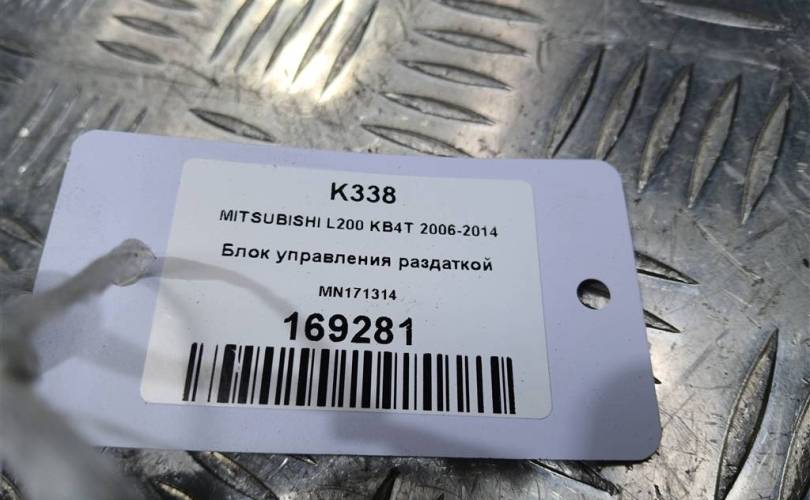 K338
MITSUBISHI L200 KB4T 2006-2014
Блок управления раздаткой
MN171314
169281